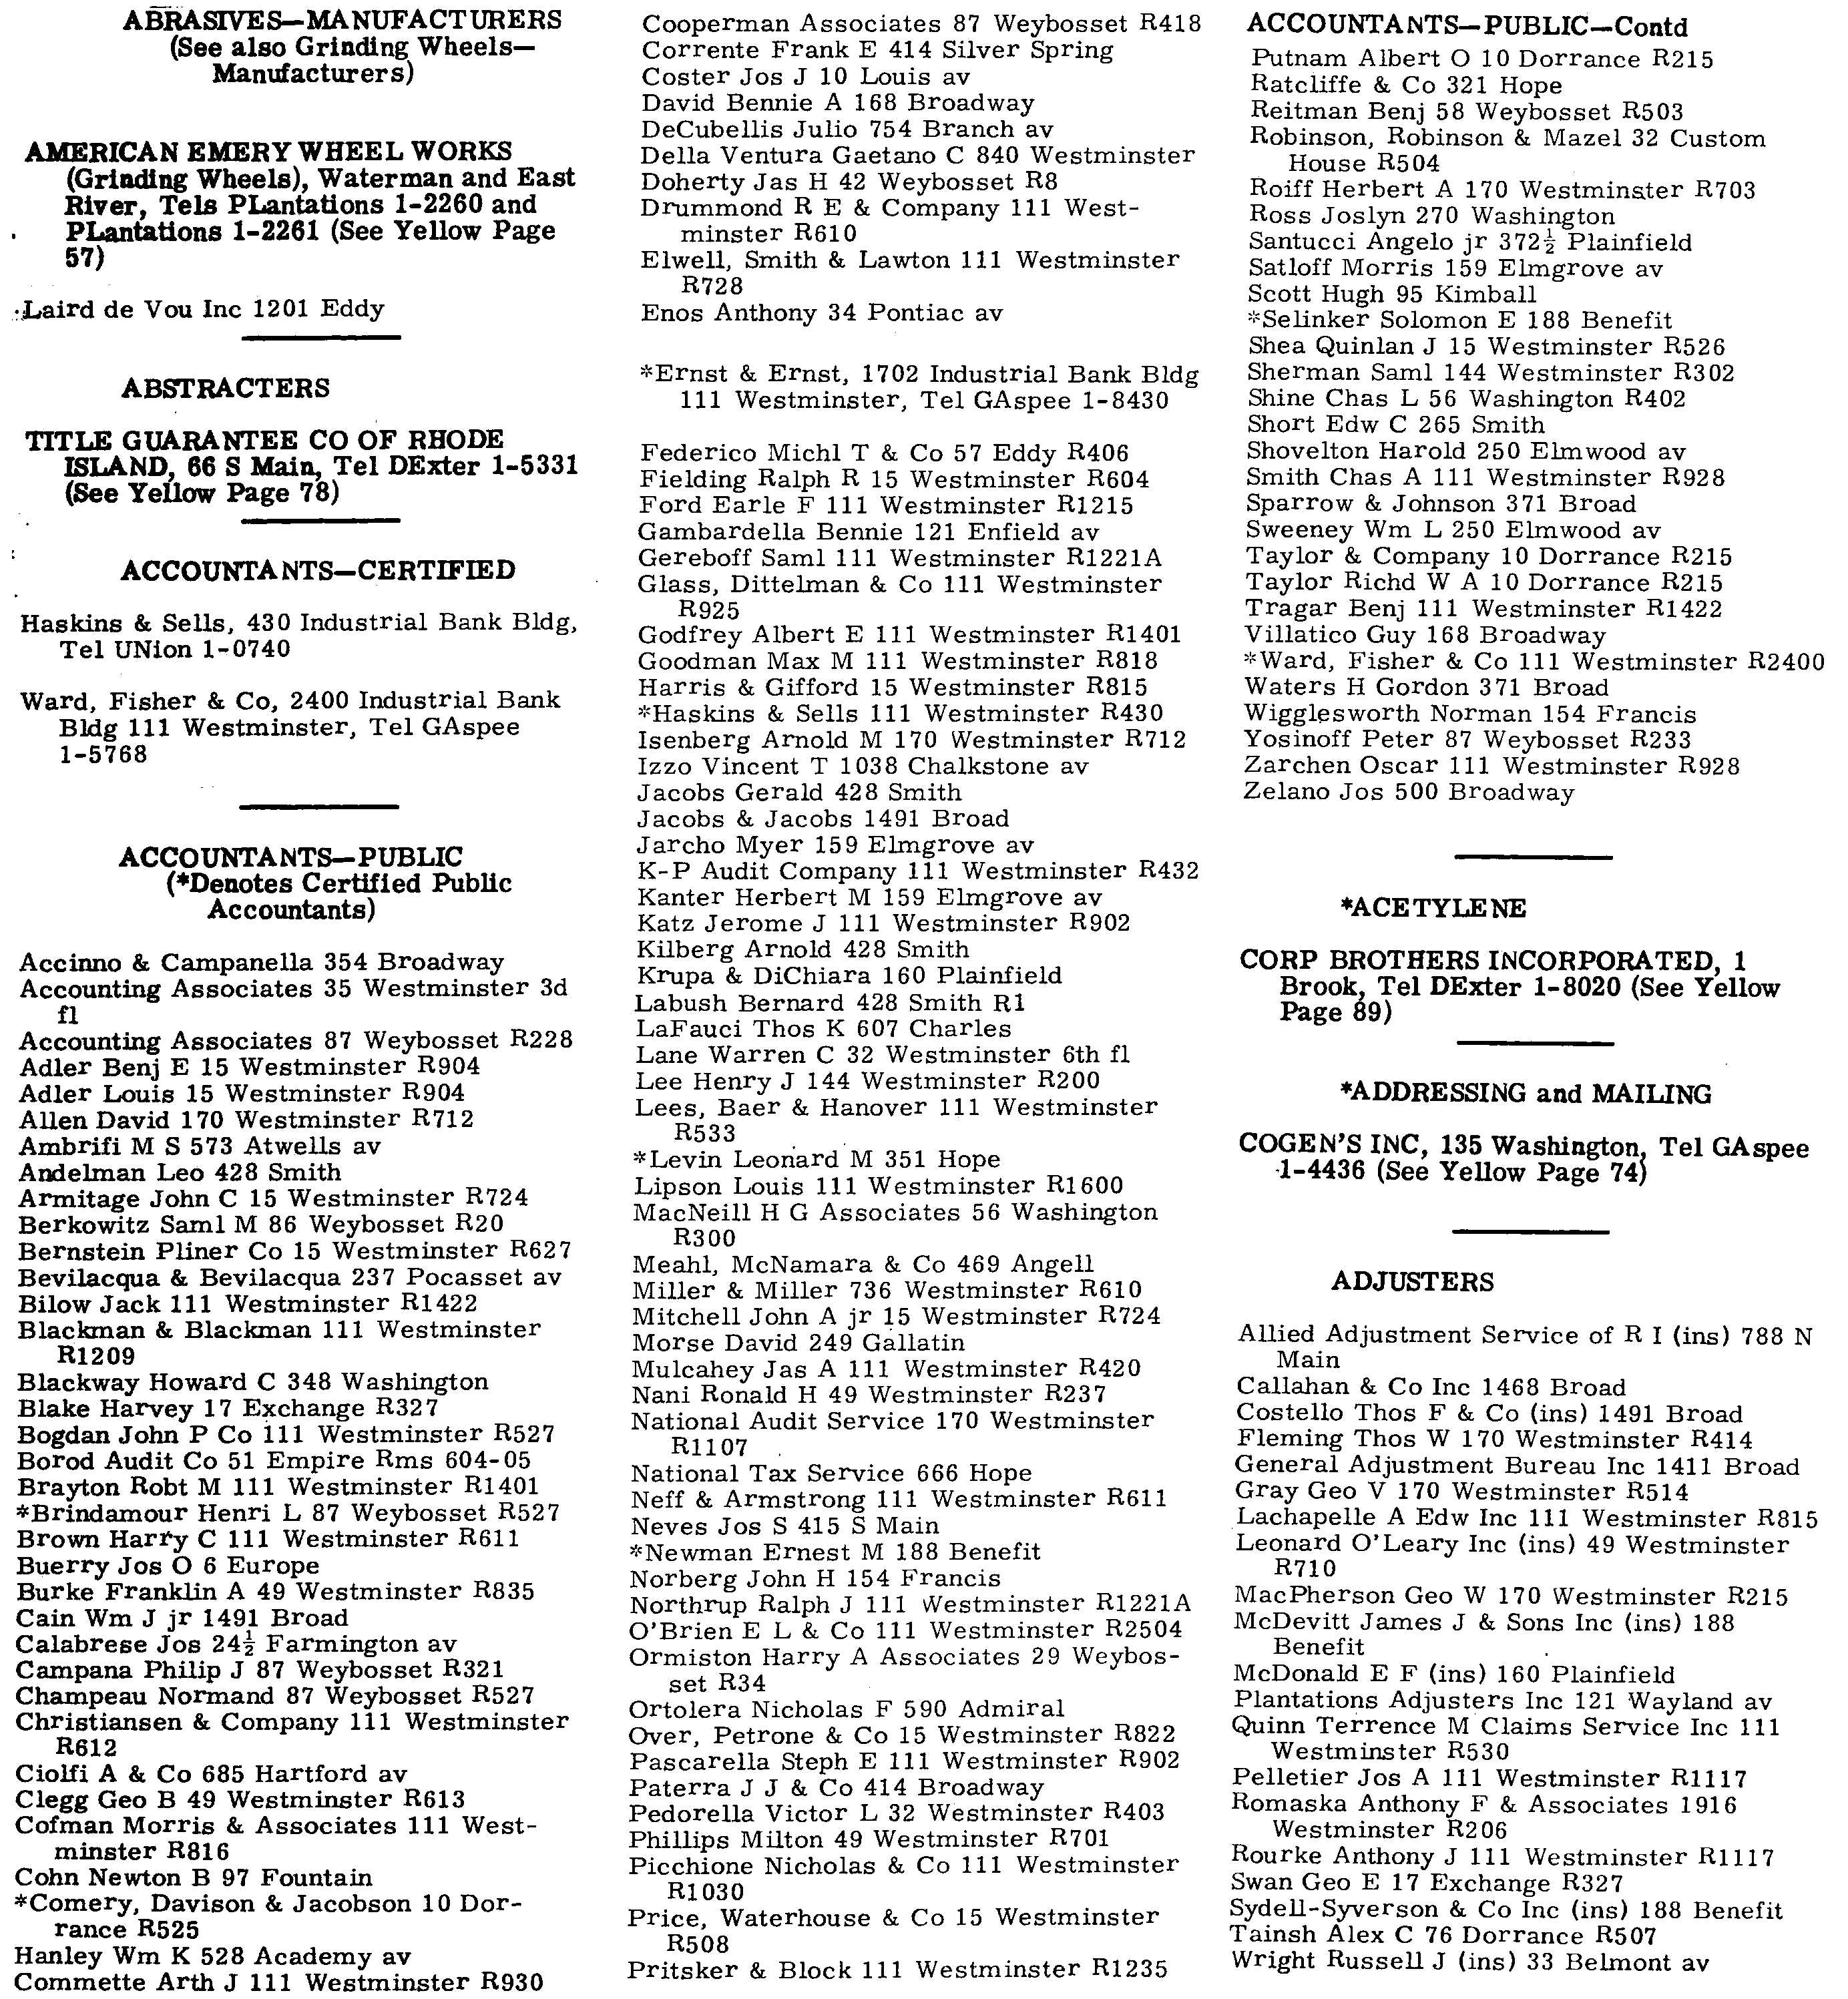 ABRASIVES—MANUFACTURERS
(See also Grinding Wheels—
Manufacturers)
AMERICAN EMERY WHEEL WORKS
(Grinding Wheels), Waterman and East
River, Tels PLantations 1-2260 and
PLantations 1-2261 (See Yellow Page
57)
Laird de Vou Inc 1201 Eddy
ABSTRACTERS
TITLE GUARANTEE CO OF RHODE
ISLAND, 66 S Main, Tel DExter 1-5331
(See Yellow Page 78)
ACCOUNTANTS—CERTIFIED
Haskins & Sells, 430 Industrial Bank Bldg,
Tel UNion 1-0740
Ward, Fisher & Co, 2400 Industrial Bank
Bldg 111 Westminster, Tel GAspee
1-5768
ACCOUNTANTS—PUBLIC
(*Denotes Certified Public
Accountants)
Accinno & Campanella 354 Broadway
Accounting Associates 35 Westminster 3d
fl
Accounting Associates 87 Weybosset R228
Adler Benj E 15 Westminster R904
Adler Louis 15 Westminster R904
Allen David 170 Westminster R712
Ambrifi M S 573 Atwells av
Andelman Leo 428 Smith
Armitage John C 15 Westminster R724
Berkowitz Saml M 86 Weybosset R20
Bernstein Pliner Co 15 Westminster R627
Bevilacqua & Bevilacqua 237 Pocasset av
Bilow Jack 111 Westminster R1422
Blackman & Blackman 111 Westminster
R1209
Blackway Howard C 348 Washington
Blake Harvey 17 Exchange R327
Bogdan John P Co 111 Westminster R527
Borod Audit Co 51 Empire Rms 604-05
Brayton Robt M 111 Westminster R1401
*Brindamour Henri L 87 Weybosset R527
Brown Harry C 111 Westminster R611
Buerry Jos O 6 Europe
Burke Franklin A 49 Westminster R835
Cain Wm J jr 1491 Broad
Calabrese Jos 24½ Farmington av
Campana Philip J 87 Weybosset R321
Champeau Normand 87 Weybosset R527
Christiansen & Company 111 Westminster
R612
Ciolfi A & Co 685 Hartford av
Clegg Geo B 49 Westminster R613
Cofman Morris & Associates 111 West-
minster R816
Cohn Newton B 97 Fountain
*Comery, Davison & Jacobson 10 Dor-
rance R525
Hanley Wm K 528 Academy av
Commette Arth J 111 Westminster R930
Cooperman Associates 87 Weybosset R418
Corrente Frank E 414 Silver Spring
Coster Jos J 10 Louis av
David Bennie A 168 Broadway
DeCubellis Julio 754 Branch av
Della Ventura Gaetano C 840 Westminster
Doherty Jas H 42 Weybosset R8
Drummond R E & Company 111 West-
minster R610
Elwell, Smith & Lawton 111 Westminster
R728
Enos Anthony 34 Pontiac av
*Ernst & Ernst, 1702 Industrial Bank Bldg
111 Westminster, Tel GAspee 1-8430
Federico Michl T & Co 57 Eddy R406
Fielding Ralph R 15 Westminster R604
Ford Earle F 111 Westminster R1215
Gambardella Bennie 121 Enfield av
Gereboff Saml 111 Westminster R1221A
Glass, Dittelman & Co 111 Westminster
R925
Godfrey Albert E 111 Westminster R1401
Goodman Max M 111 Westminster R818
Harris & Gifford 15 Westminster R815
*Haskins & Sells 111 Westminster R430
Isenberg Arnold M 170 Westminster R712
Izzo Vincent T 1038 Chalkstone av
Jacobs Gerald 428 Smith
Jacobs & Jacobs 1491 Broad
Jarcho Myer 159 Elmgrove av
K-P Audit Company 111 Westminster R432
Kanter Herbert M 159 Elmgrove av
Katz Jerome J 111 Westminster R902
Kilberg Arnold 428 Smith
Krupa & DiChiara 160 Plainfield
Labush Bernard 428 Smith R1
LaFauci Thos K 607 Charles
Lane Warren C 32 Westminster 6th fl
Lee Henry J 144 Westminster R200
Lees, Baer & Hanover 111 Westminster
R533
*Levin Leonard M 351 Hope
Lipson Louis 111 Westminster R1600
MacNeill H G Associates 56 Washington
R300
Meahl, McNamara & Co 469 Angell
Miller & Miller 736 Westminster R610
Mitchell John A jr 15 Westminster R724
Morse David 249 Gallatin
Mulcahey Jas A 111 Westminster R420
Nani Ronald H 49 Westminster R237
National Audit Service 170 Westminster
R1107
National Tax Service 666 Hope
Neff & Armstrong 111 Westminster R611
Neves Jos S 415 S Main
*Newman Ernest M 188 Benefit
Norberg John H 154 Francis
Northrup Ralph J 111 Westminster R1221A
O'Brien E L & Co 111 Westminster R2504
Ormiston Harry A Associates 29 Weybos-
set R34
Ortolera Nicholas F 590 Admiral
Over, Petrone & Co 15 Westminster R822
Pascarella Steph E 111 Westminster R902
Paterra J J & Co 414 Broadway
Pedorella Victor L 32 Westminster R403
Phillips Milton 49 Westminster R701
Picchione Nicholas & Co 111 Westminster
R1030
Price, Waterhouse & Co 15 Westminster
R508
Pritsker & Block 111 Westminster R1235
ACCOUNTANTS—PUBLIC—Contd
Putnam Albert O 10 Dorrance R215
Ratcliffe & Co 321 Hope
Reitman Benj 58 Weybosset R503
Robinson, Robinson & Mazel 32 Custom
House R504
Roiff Herbert A 170 Westminster R703
Ross Joslyn 270 Washington
Santucci Angelo jr 372½ Plainfield
Satloff Morris 159 Elmgrove av
Scott Hugh 95 Kimball
*Selinker Solomon E 188 Benefit
Shea Quinlan J 15 Westminster R526
Sherman Saml 144 Westminster R302
Shine Chas L 56 Washington R402
Short Edw C 265 Smith
Shovelton Harold 250 Elmwood av
Smith Chas A 111 Westminster R928
Sparrow & Johnson 371 Broad
Sweeney Wm L 250 Elmwood av
Taylor & Company 10 Dorrance R215
Taylor Richd W A 10 Dorrance R215
Tragar Benj 111 Westminster R1422
Villatico Guy 168 Broadway
*Ward, Fisher & Co 111 Westminster R2400
Waters H Gordon 371 Broad
Wigglesworth Norman 154 Francis
Yosinoff Peter 87 Weybosset R233
Zarchen Oscar 111 Westminster R928
Zelano Jos 500 Broadway
*ACETYLENE
CORP BROTHERS INCORPORATED, 1
Brook, Tel DExter 1-8020 (See Yellow
Page 89)
*ADDRESSING and MAILING
COGEN'S INC, 135 Washington, Tel GAspee
1-4436 (See Yellow Page 74)
ADJUSTERS
Allied Adjustment Service of R I (ins) 788 N
Main
Callahan & Co Inc 1468 Broad
Costello Thos F & Co (ins) 1491 Broad
Fleming Thos W 170 Westminster R414
General Adjustment Bureau Inc 1411 Broad
Gray Geo V 170 Westminster R514
Lachapelle A Edw Inc 111 Westminster R815
Leonard O'Leary Inc (ins) 49 Westminster
R710
MacPherson Geo W 170 Westminster R215
McDevitt James J & Sons Inc (ins) 188
Benefit
McDonald E F (ins) 160 Plainfield
Plantations Adjusters Inc 121 Wayland av
Quinn Terrence M Claims Service Inc 111
Westminster R530
Pelletier Jos A 111 Westminster R1117
Romaska Anthony F & Associates 1916
Westminster R206
Rourke Anthony J 111 Westminster R1117
Swan Geo E 17 Exchange R327
Sydell-Syverson & Co Inc (ins) 188 Benefit
Tainsh Alex C 76 Dorrance R507
Wright Russell J (ins) 33 Belmont av